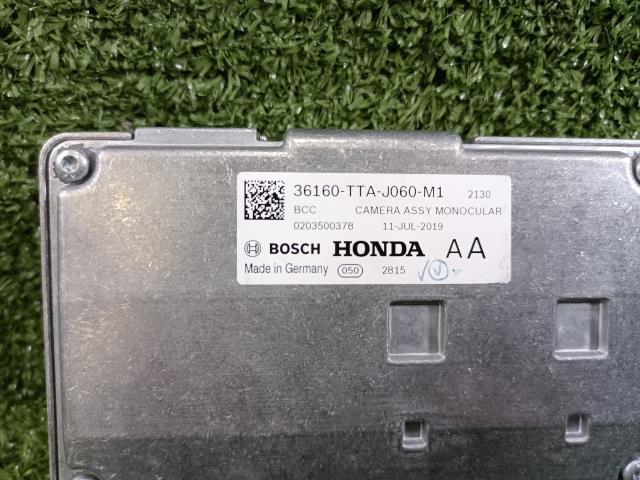 36160-TTA-J060-M1 2130
BCC CAMERA ASSY MONOCULAR
0203500378 11-JUL-2019
BOSCH HONDA AA
Made in Germany 050 2815